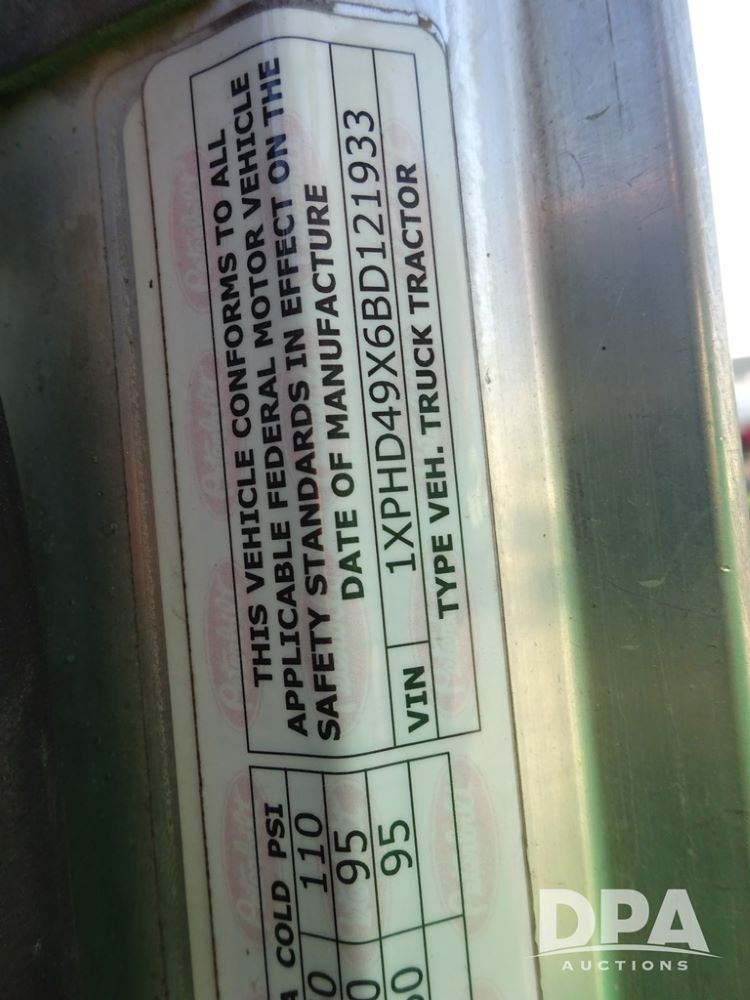 THIS VEHICLE CONFORMS TO ALL
APPLICABLE FEDERAL MOTOR VEHICLE
SAFETY STANDARDS IN EFFECT ON THE
DATE OF MANUFACTURE
VIN 1XPHD49X6BD121933
TYPE VEH. TRUCK TRACTOR
COLD PSI
110
95
95
DPA
AUCTIONS